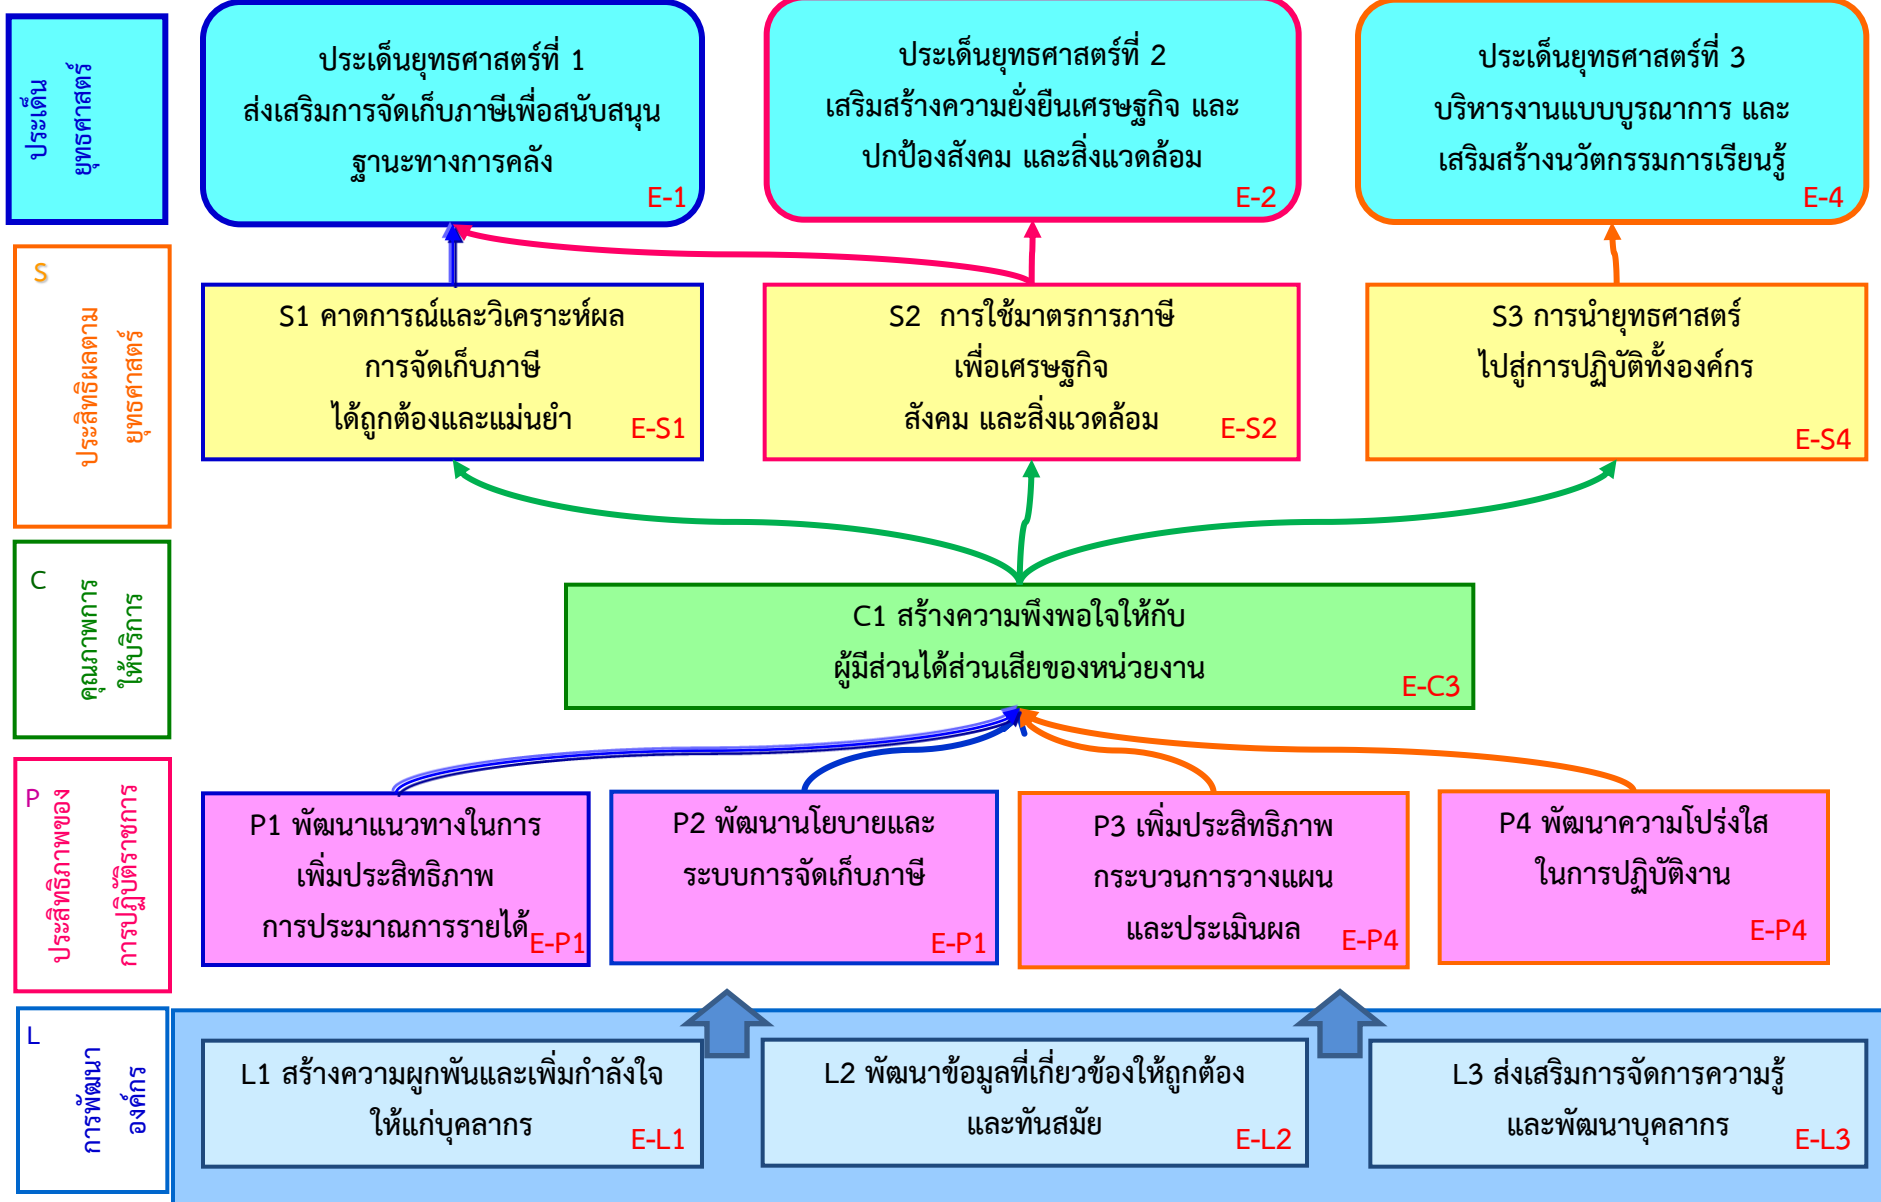 ประเด็น
ยุทธศาสตร์
ประเด็นยุทธศาสตร์ที่ 1
ส่งเสริมการจัดเก็บภาษีเพื่อสนับสนุน
ฐานะทางการคลัง
E-1
ประเด็นยุทธศาสตร์ที่ 2
เสริมสร้างความยั่งยืนเศรษฐกิจ และ
ปกป้องสังคม และสิ่งแวดล้อม
E-2
ประเด็นยุทธศาสตร์ที่ 3
บริหารงานแบบบูรณาการ และ
เสริมสร้างนวัตกรรมการเรียนรู้
E-4
S
ประสิทธิผลตาม
ยุทธศาสตร์
S1 คาดการณ์และวิเคราะห์ผล
การจัดเก็บภาษี
ได้ถูกต้องและแม่นยำ
E-S1
S2 การใช้มาตรการภาษี
เพื่อเศรษฐกิจ
สังคม และสิ่งแวดล้อม
E-S2
S3 การนำยุทธศาสตร์
ไปสู่การปฏิบัติทั้งองค์กร
E-S4
C
คุณภาพการ
ให้บริการ
C1 สร้างความพึงพอใจให้กับ
ผู้มีส่วนได้ส่วนเสียของหน่วยงาน
E-C3
P
ประสิทธิภาพของ
การปฏิบัติราชการ
P1 พัฒนาแนวทางในการ
เพิ่มประสิทธิภาพ
การประมาณการรายได้
E-P1
P2 พัฒนานโยบายและ
ระบบการจัดเก็บภาษี
E-P1
P3 เพิ่มประสิทธิภาพ
กระบวนการวางแผน
และประเมินผล
E-P4
P4 พัฒนาความโปร่งใส
ในการปฏิบัติงาน
E-P4
L
การพัฒนา
องค์กร
L1 สร้างความผูกพันและเพิ่มกำลังใจ
ให้แก่บุคลากร
E-L1
L2 พัฒนาข้อมูลที่เกี่ยวข้องให้ถูกต้อง
และทันสมัย
E-L2
L3 ส่งเสริมการจัดการความรู้
และพัฒนาบุคลากร
E-L3